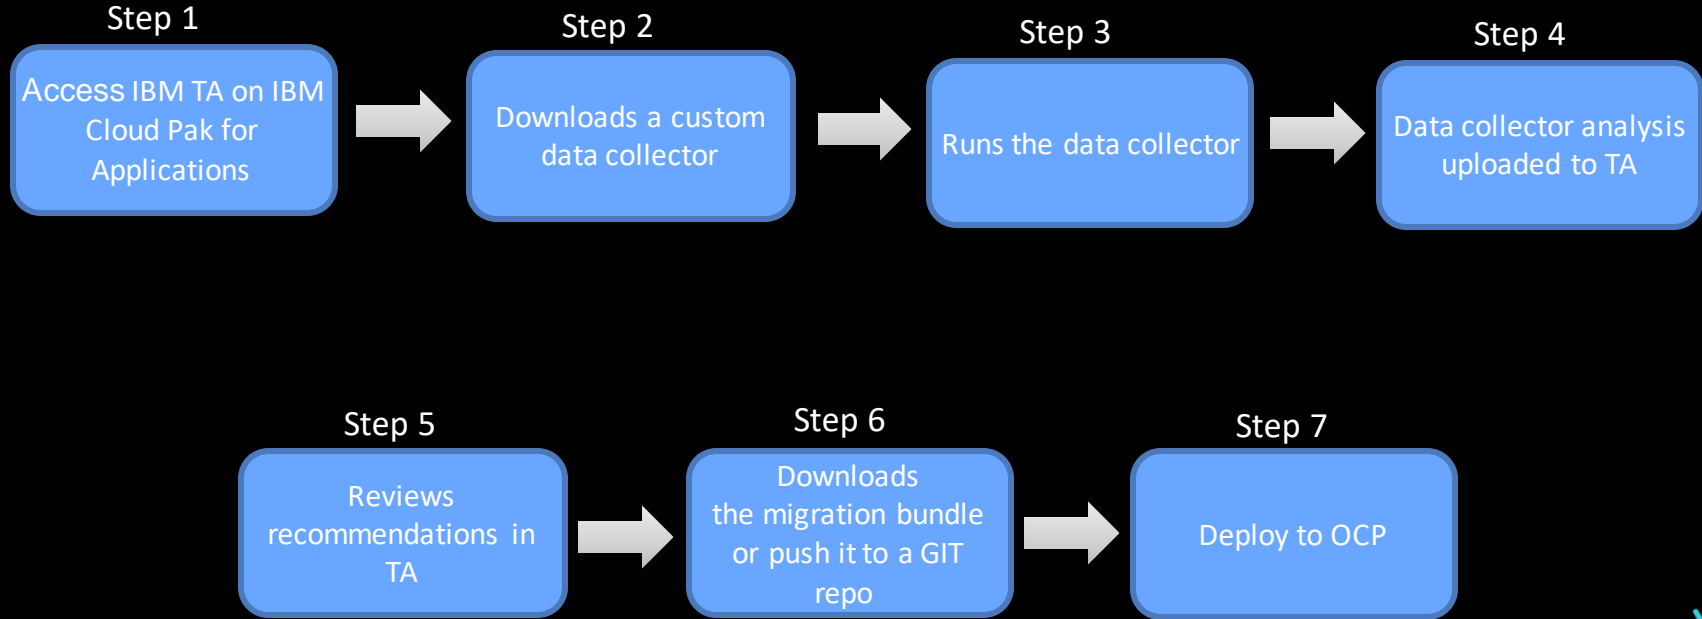 Step 1
Access IBM TA on IBM
Cloud Pak for
Applications
Step 2
Downloads a custom
data collector
Step 3
Runs the data collector
Step 4
Data collector analysis
uploaded to TA
Step 5
Reviews
recommendations in
TA
Step 6
Downloads
the migration bundle
or push it to a GIT
repo
Step 7
Deploy to OCP